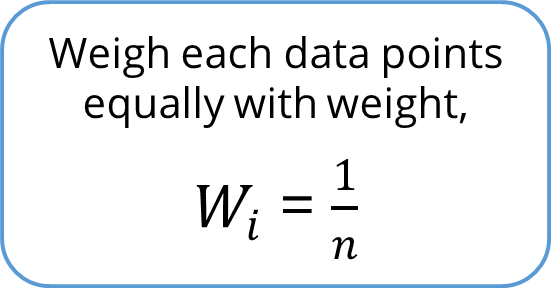 Weigh each data points
equally with weight,
W_i = 1/n